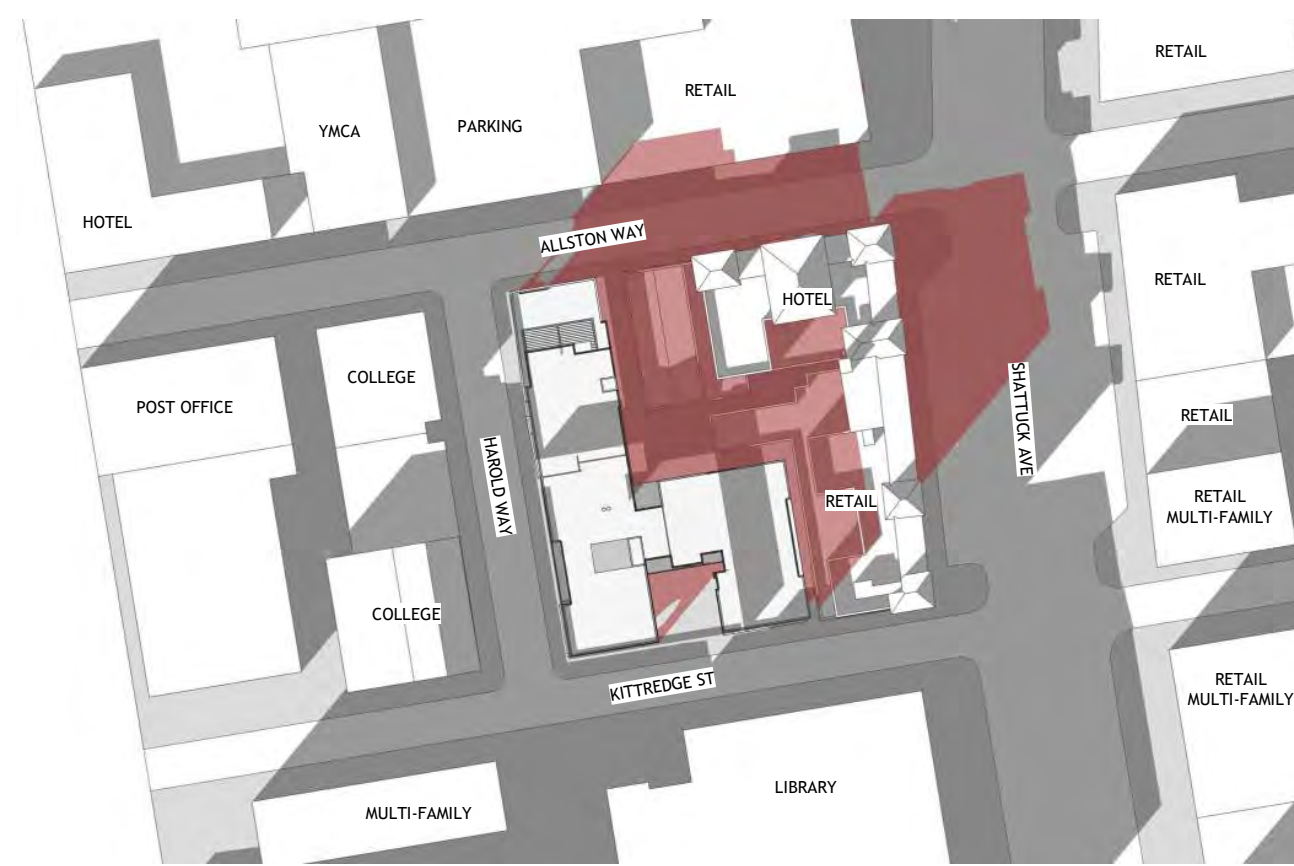 RETAIL
RETAIL
YMCA
PARKING
HOTEL
ALLSTON WAY
HOTEL
RETAIL
COLLEGE
POST OFFICE
HAROLD WAY
SHATTUCK AVE
RETAIL
RETAIL
RETAIL
MULTI-FAMILY
COLLEGE
KITTREDGE ST
RETAIL
MULTI-FAMILY
LIBRARY
MULTI-FAMILY